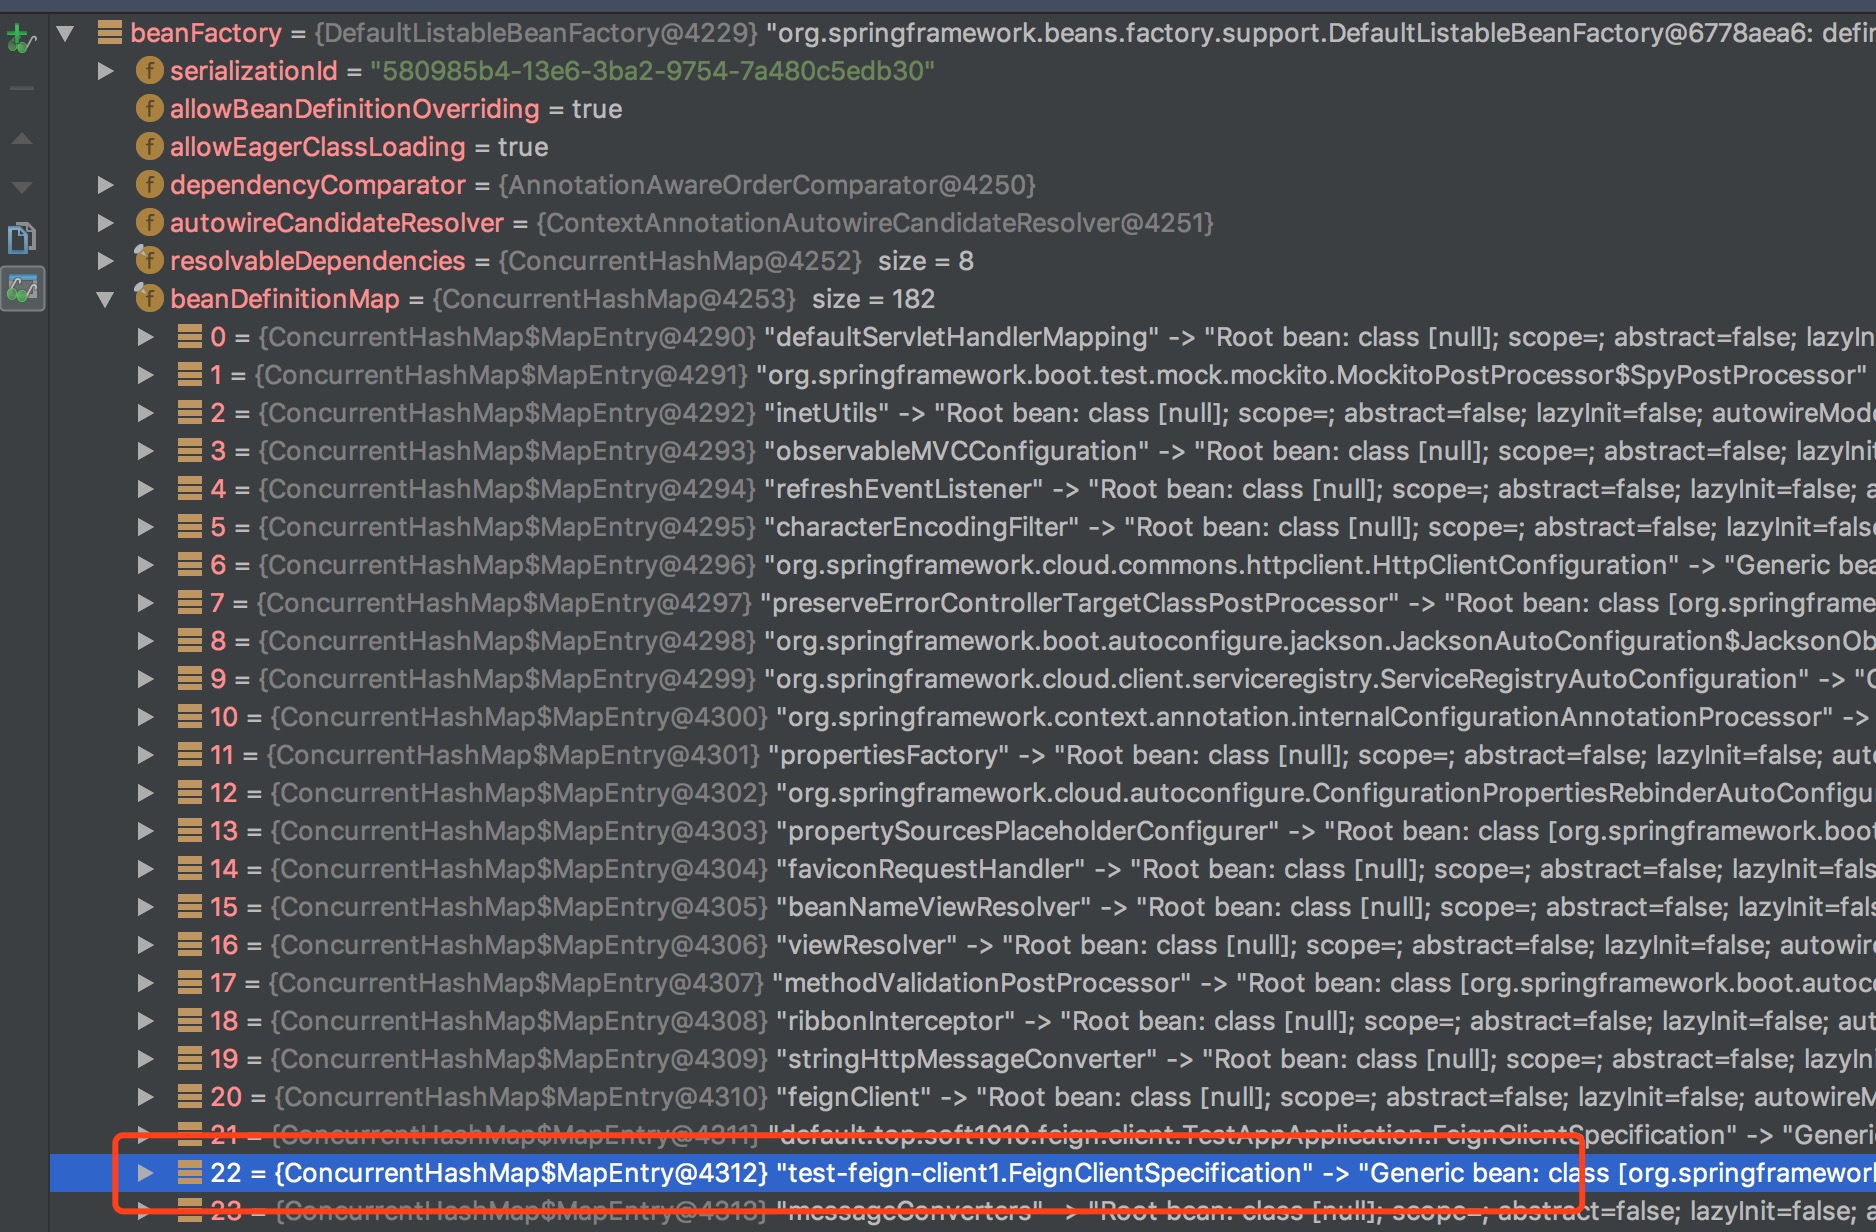 beanFactory = {DefaultListableBeanFactory@4229} "org.springframework.beans.factory.support.DefaultListableBeanFactory@6778aea6: defin
f serializationId = "580985b4-13e6-3ba2-9754-7a480c5edb30"
f allowBeanDefinitionOverriding = true
f allowEagerClassLoading = true
f dependencyComparator = {AnnotationAwareOrderComparator@4250}
f autowireCandidateResolver = {ContextAnnotationAutowireCandidateResolver@4251}
f resolvableDependencies = {ConcurrentHashMap@4252} size = 8
f beanDefinitionMap = {ConcurrentHashMap@4253} size = 182
0 = {ConcurrentHashMap$MapEntry@4290} "defaultServletHandlerMapping" -> "Root bean: class [null]; scope=; abstract=false; lazyIn
1 = {ConcurrentHashMap$MapEntry@4291} "org.springframework.boot.test.mock.mockito.MockitoPostProcessor$SpyPostProcessor"
2 = {ConcurrentHashMap$MapEntry@4292} "inetUtils" -> "Root bean: class [null]; scope=; abstract=false; lazyInit=false; autowireMod
3 = {ConcurrentHashMap$MapEntry@4293} "observableMVCConfiguration" -> "Root bean: class [null]; scope=; abstract=false; lazyInit
4 = {ConcurrentHashMap$MapEntry@4294} "refreshEventListener" -> "Root bean: class [null]; scope=; abstract=false; lazyInit=false; a
5 = {ConcurrentHashMap$MapEntry@4295} "characterEncodingFilter" -> "Root bean: class [null]; scope=; abstract=false; lazyInit=fals
6 = {ConcurrentHashMap$MapEntry@4296} "org.springframework.cloud.commons.httpclient.HttpClientConfiguration" -> "Generic bea
7 = {ConcurrentHashMap$MapEntry@4297} "preserveErrorControllerTargetClassPostProcessor" -> "Root bean: class [org.springframe
8 = {ConcurrentHashMap$MapEntry@4298} "org.springframework.boot.autoconfigure.jackson.JacksonAutoConfiguration$JacksonOb
9 = {ConcurrentHashMap$MapEntry@4299} "org.springframework.cloud.client.serviceregistry.ServiceRegistryAutoConfiguration" -> "G
10 = {ConcurrentHashMap$MapEntry@4300} "org.springframework.context.annotation.internalConfigurationAnnotationProcessor" ->
11 = {ConcurrentHashMap$MapEntry@4301} "propertiesFactory" -> "Root bean: class [null]; scope=; abstract=false; lazyInit=false; auto
12 = {ConcurrentHashMap$MapEntry@4302} "org.springframework.cloud.autoconfigure.ConfigurationPropertiesRebinderAutoConfigu
13 = {ConcurrentHashMap$MapEntry@4303} "propertySourcesPlaceholderConfigurer" -> "Root bean: class [org.springframework.boot
14 = {ConcurrentHashMap$MapEntry@4304} "faviconRequestHandler" -> "Root bean: class [null]; scope=; abstract=false; lazyInit=fals
15 = {ConcurrentHashMap$MapEntry@4305} "beanNameViewResolver" -> "Root bean: class [null]; scope=; abstract=false; lazyInit=fals
16 = {ConcurrentHashMap$MapEntry@4306} "viewResolver" -> "Root bean: class [null]; scope=; abstract=false; lazyInit=false; autowire
17 = {ConcurrentHashMap$MapEntry@4307} "methodValidationPostProcessor" -> "Root bean: class [org.springframework.boot.autoco
18 = {ConcurrentHashMap$MapEntry@4308} "ribbonInterceptor" -> "Root bean: class [null]; scope=; abstract=false; lazyInit=false; aut
19 = {ConcurrentHashMap$MapEntry@4309} "stringHttpMessageConverter" -> "Root bean: class [null]; scope=; abstract=false; lazyIni
20 = {ConcurrentHashMap$MapEntry@4310} "feignClient" -> "Root bean: class [null]; scope=; abstract=false; lazyInit=false; autowireM
21 = {ConcurrentHashMap$MapEntry@4311} "default.top.soft1010.feign.client.TestAppApplication.FeignClientSpecification" -> "Generi
22 = {ConcurrentHashMap$MapEntry@4312} "test-feign-client1.FeignClientSpecification" -> "Generic bean: class [org.springframewor
23 = {ConcurrentHashMap$MapEntry@4313} "messageConverters" -> "Root bean: class [null]; scope=; abstract=false; lazyInit=false;